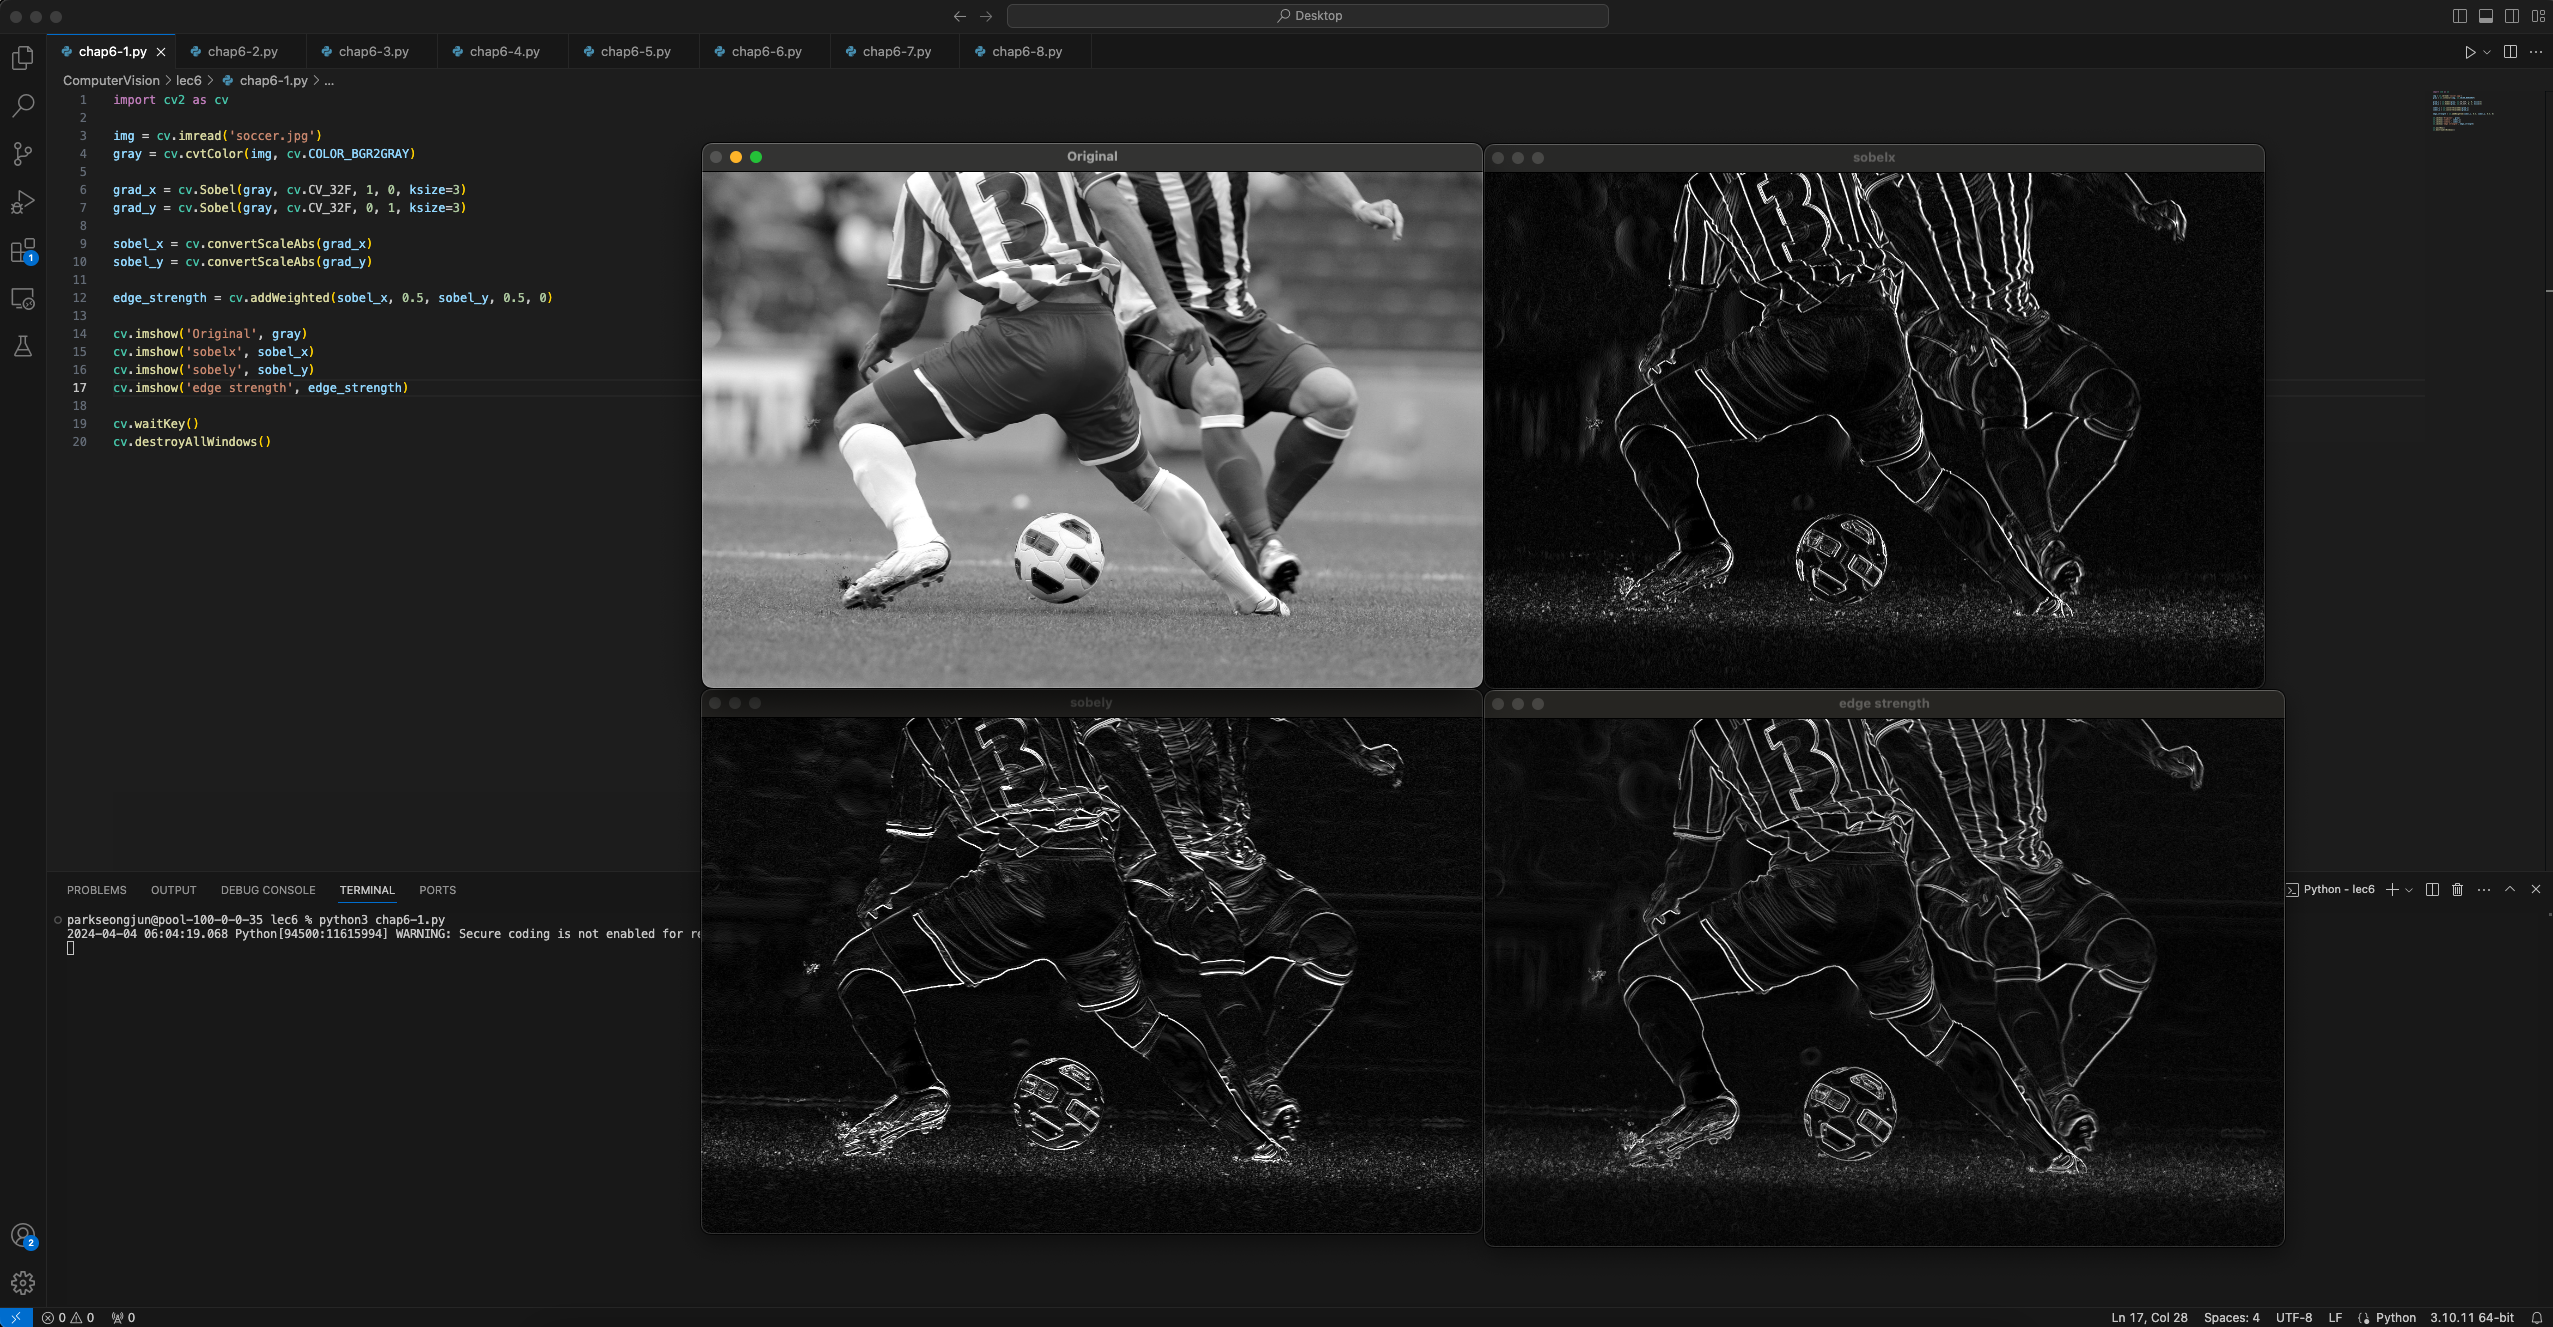 Desktop
chap6-1.py
chap6-2.py
chap6-3.py
chap6-4.py
chap6-5.py
chap6-6.py
chap6-7.py
chap6-8.py
ComputerVision > lec6 > chap6-1.py > ...
1 import cv2 as cv
2
3 img = cv.imread('soccer.jpg')
4 gray = cv.cvtColor(img, cv.COLOR_BGR2GRAY)
5
6 grad_x = cv.Sobel(gray, cv.CV_32F, 1, 0, ksize=3)
7 grad_y = cv.Sobel(gray, cv.CV_32F, 0, 1, ksize=3)
8
9 sobel_x = cv.convertScaleAbs(grad_x)
10 sobel_y = cv.convertScaleAbs(grad_y)
11
12 edge_strength = cv.addWeighted(sobel_x, 0.5, sobel_y, 0.5, 0)
13
14 cv.imshow('Original', gray)
15 cv.imshow('sobelx', sobel_x)
16 cv.imshow('sobely', sobel_y)
17 cv.imshow('edge strength', edge_strength)
18
19 cv.waitKey()
20 cv.destroyAllWindows()
1
Original
3
sobelx
3
sobely
3
edge strength
3
PROBLEMS OUTPUT DEBUG CONSOLE TERMINAL PORTS
Python - lec6
parkseongjun@pool-100-0-0-35 lec6 % python3 chap6-1.py
2024-04-04 06:04:19.068 Python[94500:11615994] WARNING: Secure coding is not enabled for re
2
0 0 0
Ln 17, Col 28 Spaces: 4 UTF-8 LF Python 3.10.11 64-bit